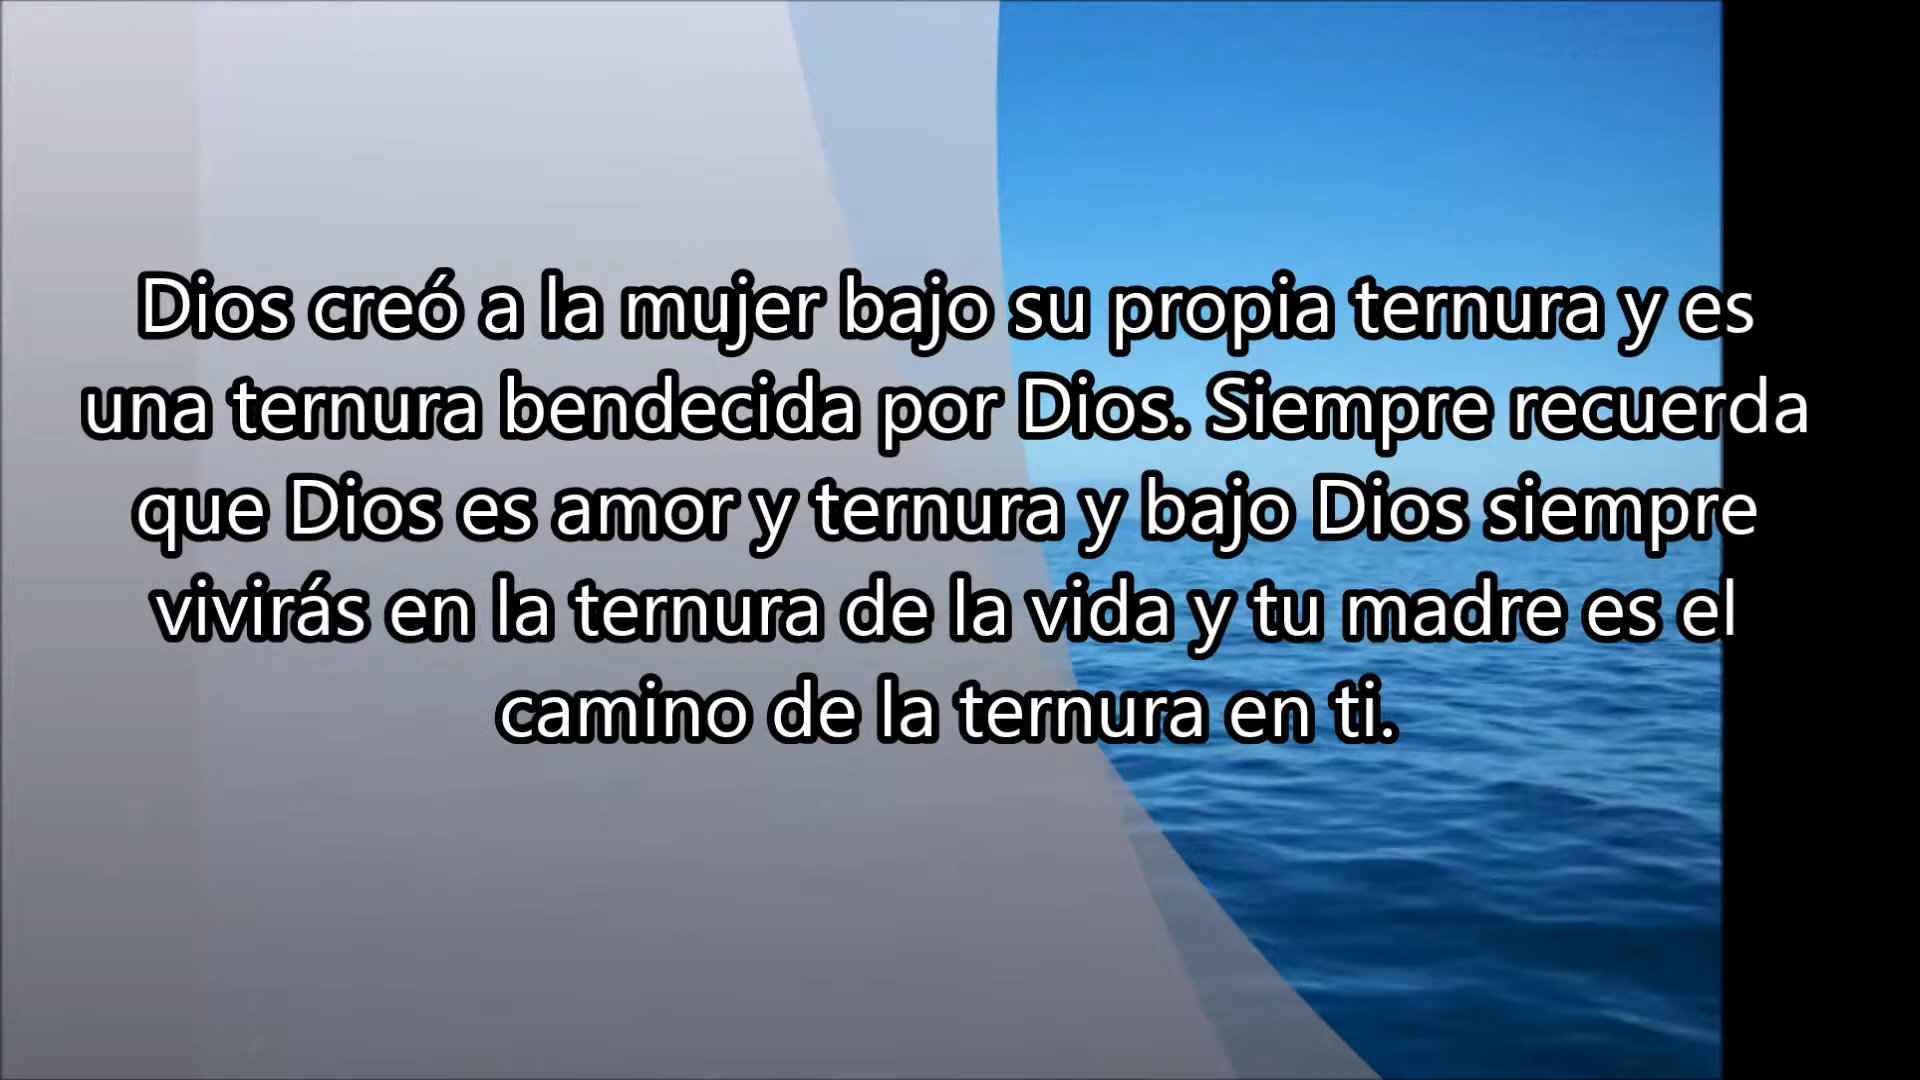 Dios creó a la mujer bajo su propia ternura y es
una ternura bendecida por Dios. Siempre recuerda
que Dios es amor y ternura y bajo Dios siempre
vivirás en la ternura de la vida y tu madre es el
camino de la ternura en ti.